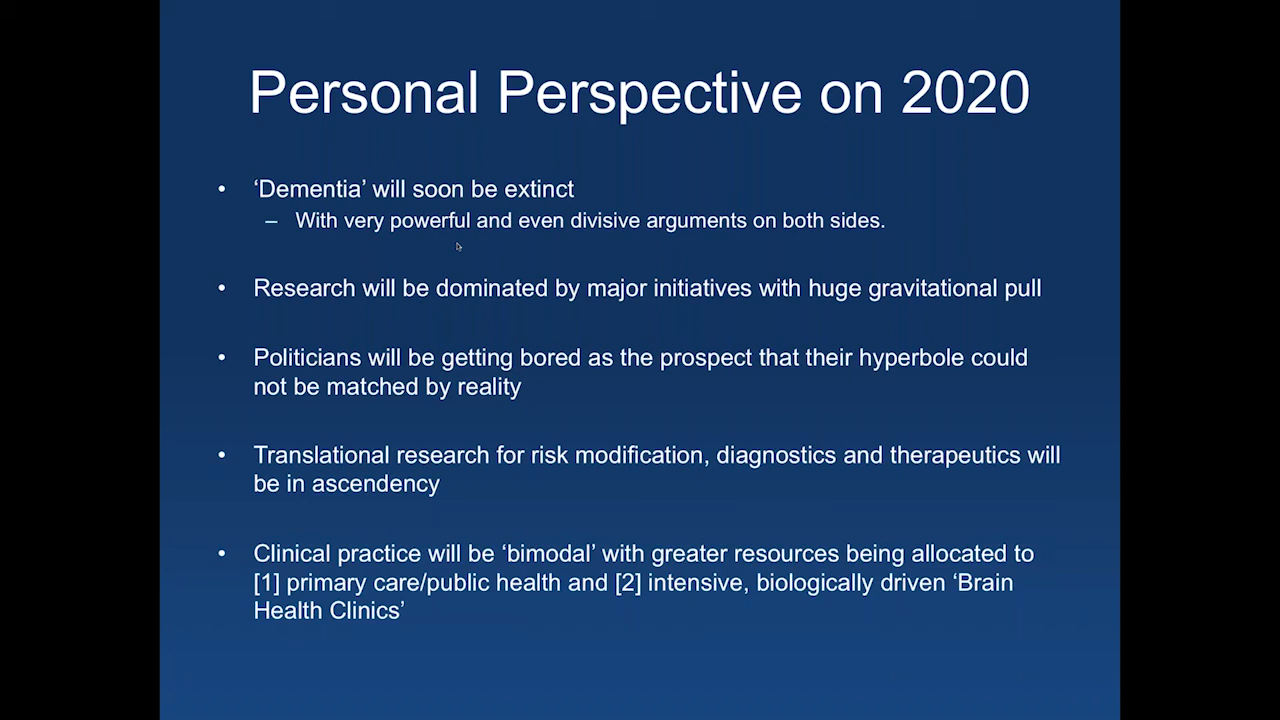 Personal Perspective on 2020
• ‘Dementia’ will soon be extinct
– With very powerful and even divisive arguments on both sides.
• Research will be dominated by major initiatives with huge gravitational pull
• Politicians will be getting bored as the prospect that their hyperbole could
not be matched by reality
• Translational research for risk modification, diagnostics and therapeutics will
be in ascendency
• Clinical practice will be ‘bimodal’ with greater resources being allocated to
[1] primary care/public health and [2] intensive, biologically driven ‘Brain
Health Clinics’